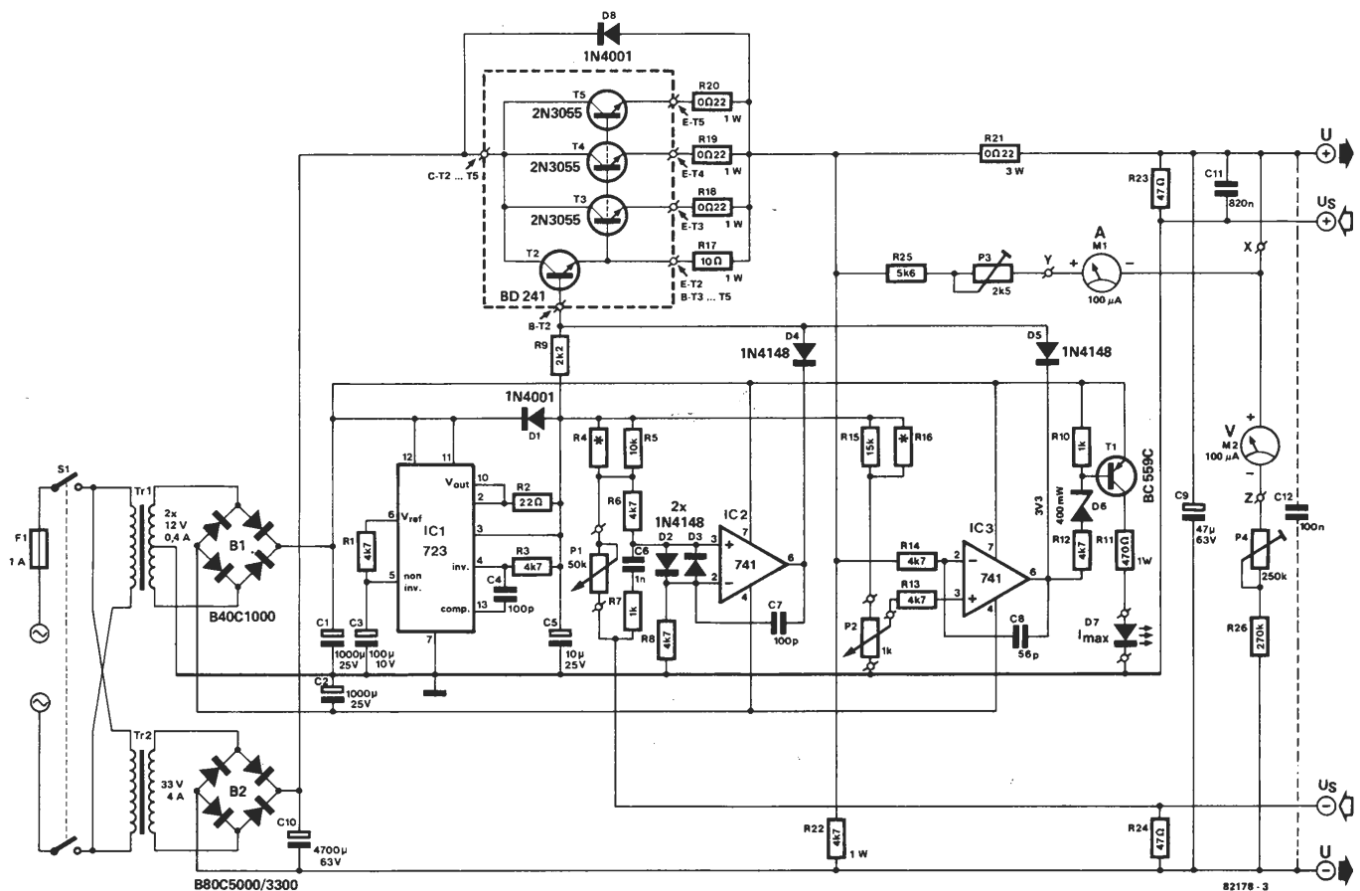 D8
1N4001
T5
2N3055
R20
0Ω22
1 W
E-T5
T4
2N3055
R19
0Ω22
1 W
E-T4
C-T2 ... T5
T3
2N3055
R18
0Ω22
1 W
E-T3
T2
BD 241
R17
10 Ω
1 W
E-T2
B-T3 ... T5
B-T2
R21
0Ω22
3 W
R23
47 Ω
C11
820n
U
+
US
+
X
R25
5k6
P3
2k5
Y
+
A
M1
−
100 µA
R9
2k2
D4
1N4148
D5
1N4148
1N4001
D1
R4
*
R5
10k
R15
15k
*
R16
R10
1k
T1
BC 559C
400mW
3V3
D6
R12
4k7
R11
470Ω
1W
D7
Imax
+
V
M2
100 µA
−
Z
C9
47µ
63V
C12
100n
P4
250k
R26
270k
S1
F1
1 A
Tr1
2x
12 V
0,4 A
B1
B40C1000
12
11
Vout
10
2
R2
22Ω
Vref
6
IC1
723
3
R1
4k7
5
non
inv.
inv.
4
R3
4k7
C4
100p
comp.
13
7
C1
1000µ
25V
C3
100µ
10V
C5
10µ
25V
C2
1000µ
25V
R6
4k7
2x
1N4148
D2
D3
P1
50k
C6
1n
R7
1k
R8
4k7
IC2
741
3
+
2
−
7
6
4
C7
100p
IC3
741
R14
4k7
2
−
R13
4k7
3
+
7
6
4
P2
1k
C8
56p
Tr2
33 V
4 A
B2
B80C5000/3300
C10
4700µ
63V
R22
4k7
1 W
R24
47Ω
US
−
U
−
82178 - 3